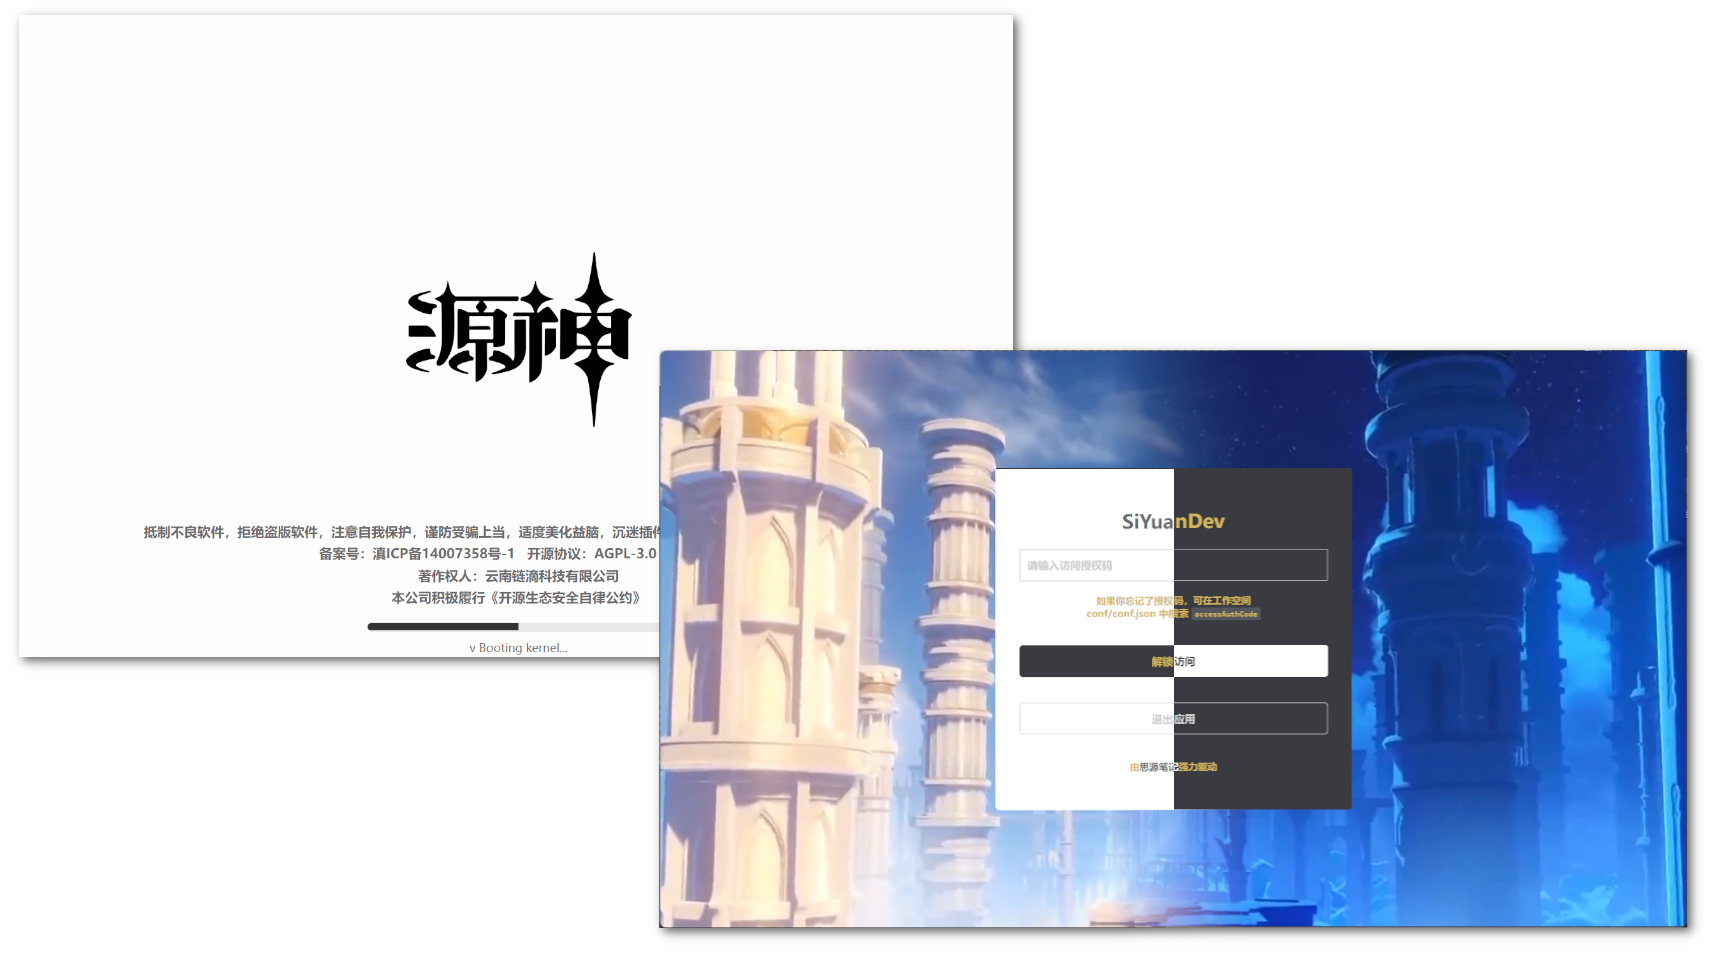 源神
抵制不良软件，拒绝盗版软件，注意自我保护，谨防受骗上当，适度美化益脑，沉迷插件
备案号：滇ICP备14007358号-1 开源协议：AGPL-3.0
著作权人：云南链滴科技有限公司
本公司积极履行《开源生态安全自律公约》
v Booting kernel...
SiYuanDev
请输入访问授权码
如果你忘记了授权码，可在工作空间
conf/conf.json 中搜索 accessAuthCode
解锁访问
退出应用
由思源笔记强力驱动